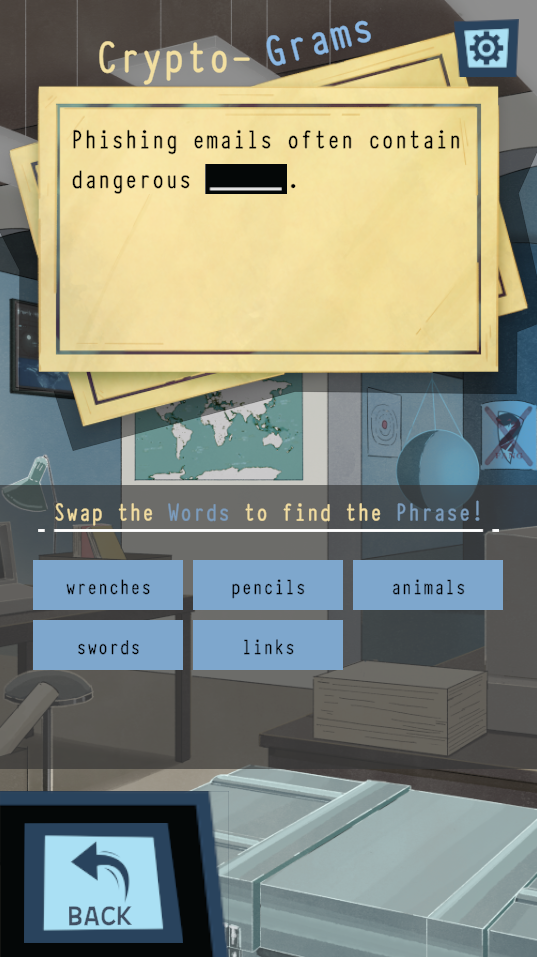 Crypto-Grams
Phishing emails often contain
dangerous ______.
Swap the Words to find the Phrase!
wrenches
pencils
animals
swords
links
BACK